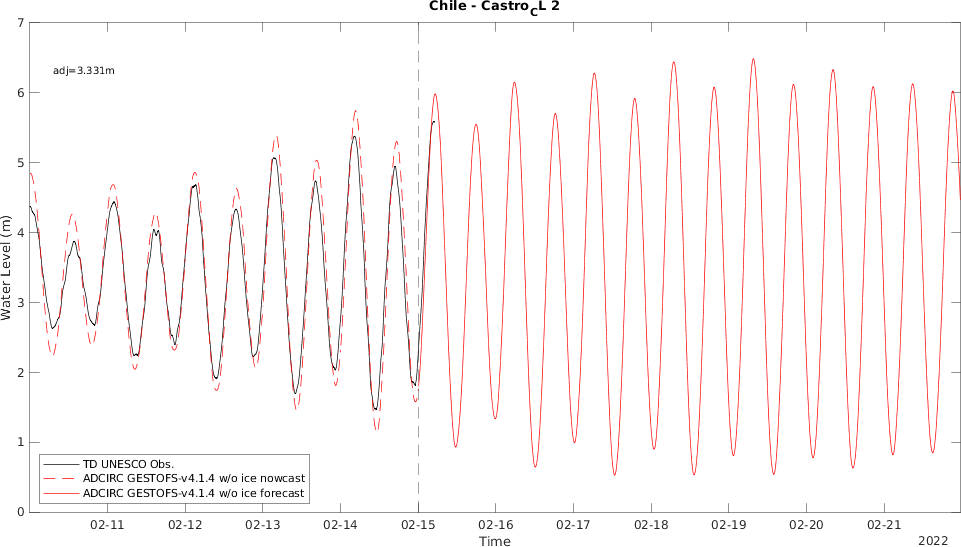 Chile - Castro_CL 2
7
adj=3.331m
6
5
4
Water Level (m)
3
2
1
TD UNESCO Obs.
ADCIRC GESTOFS-v4.1.4 w/o ice nowcast
ADCIRC GESTOFS-v4.1.4 w/o ice forecast
0
02-11 02-12 02-13 02-14 02-15 02-16 02-17 02-18 02-19 02-20 02-21
Time
2022